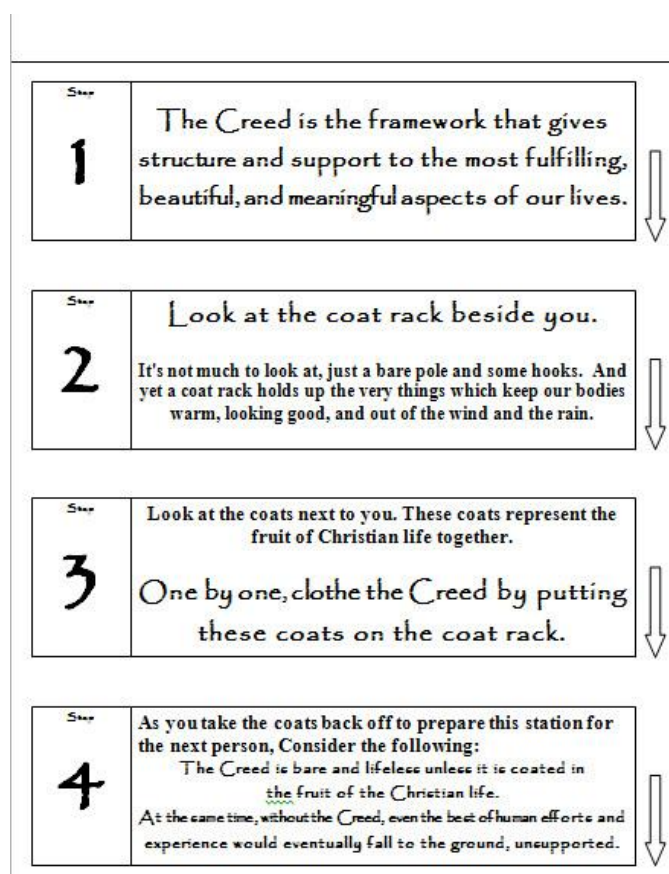 Step
1
The Creed is the framework that gives
structure and support to the most fulfilling,
beautiful, and meaningful aspects of our lives.
Step
2
Look at the coat rack beside you.
It's not much to look at, just a bare pole and some hooks. And
yet a coat rack holds up the very things which keep our bodies
warm, looking good, and out of the wind and the rain.
Step
3
Look at the coats next to you. These coats represent the
fruit of Christian life together.
One by one, clothe the Creed by putting
these coats on the coat rack.
Step
4
As you take the coats back off to prepare this station for
the next person, Consider the following:
The Creed is bare and lifeless unless it is coated in
the fruit of the Christian life.
At the same time, without the Creed, even the best of human efforts and
experience would eventually fall to the ground, unsupported.